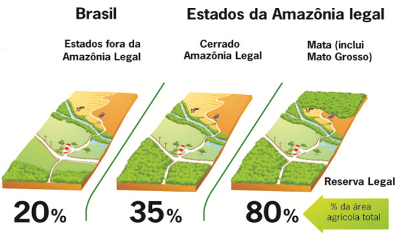 Brasil
Estados da Amazônia legal
Estados fora da
Amazônia Legal
Cerrado
Amazônia Legal
Mata (inclui
Mato Grosso)
Reserva Legal
20%
35%
80%
% da área
agrícola total